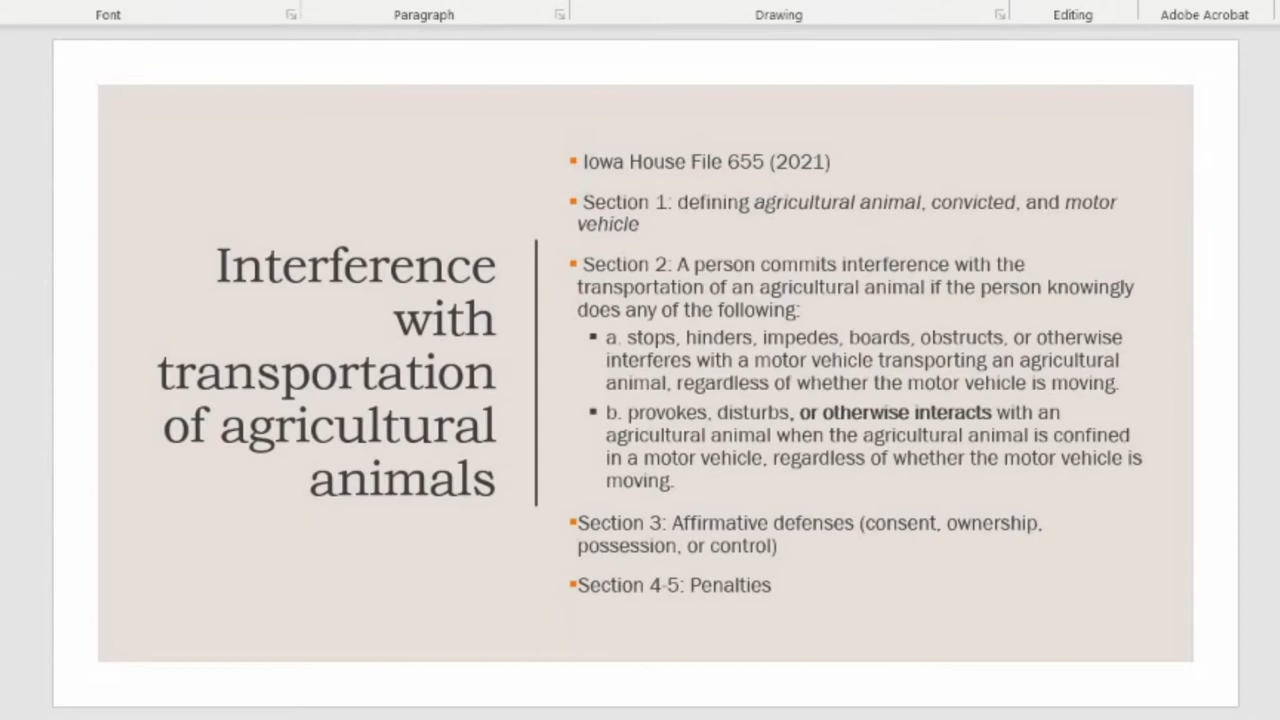 Font Paragraph Drawing Editing Adobe Acrobat
Interference
with
transportation
of agricultural
animals
▪ Iowa House File 655 (2021)
▪ Section 1: defining agricultural animal, convicted, and motor
vehicle
▪ Section 2: A person commits interference with the
transportation of an agricultural animal if the person knowingly
does any of the following:
▪ a. stops, hinders, impedes, boards, obstructs, or otherwise
interferes with a motor vehicle transporting an agricultural
animal, regardless of whether the motor vehicle is moving.
▪ b. provokes, disturbs, or otherwise interacts with an
agricultural animal when the agricultural animal is confined
in a motor vehicle, regardless of whether the motor vehicle is
moving.
▪Section 3: Affirmative defenses (consent, ownership,
possession, or control)
▪Section 4-5: Penalties